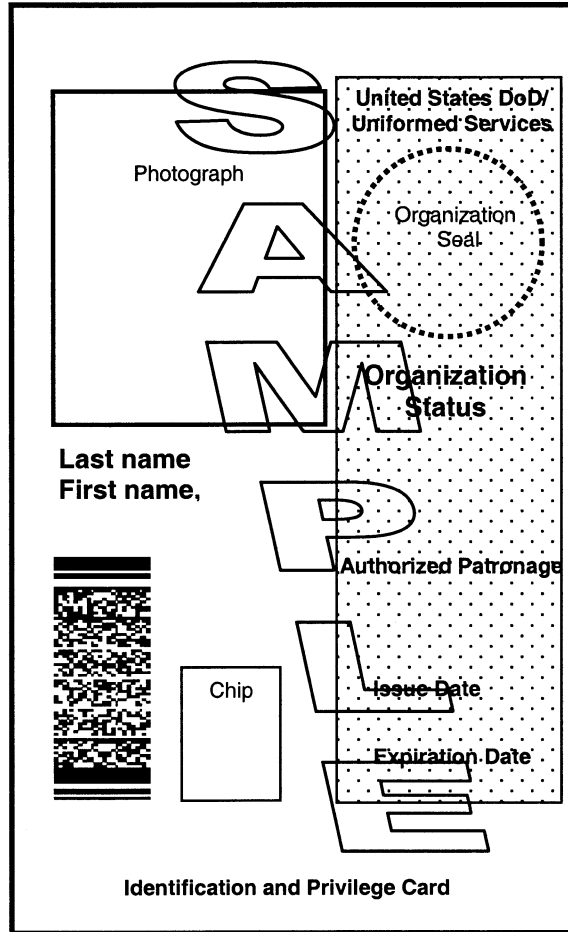 SAMPLE
United States DoD/
Uniformed Services
Photograph
Organization
Seal
Organization
Status
Last name
First name,
Authorized Patronage
Chip
Issue Date
Expiration Date
Identification and Privilege Card